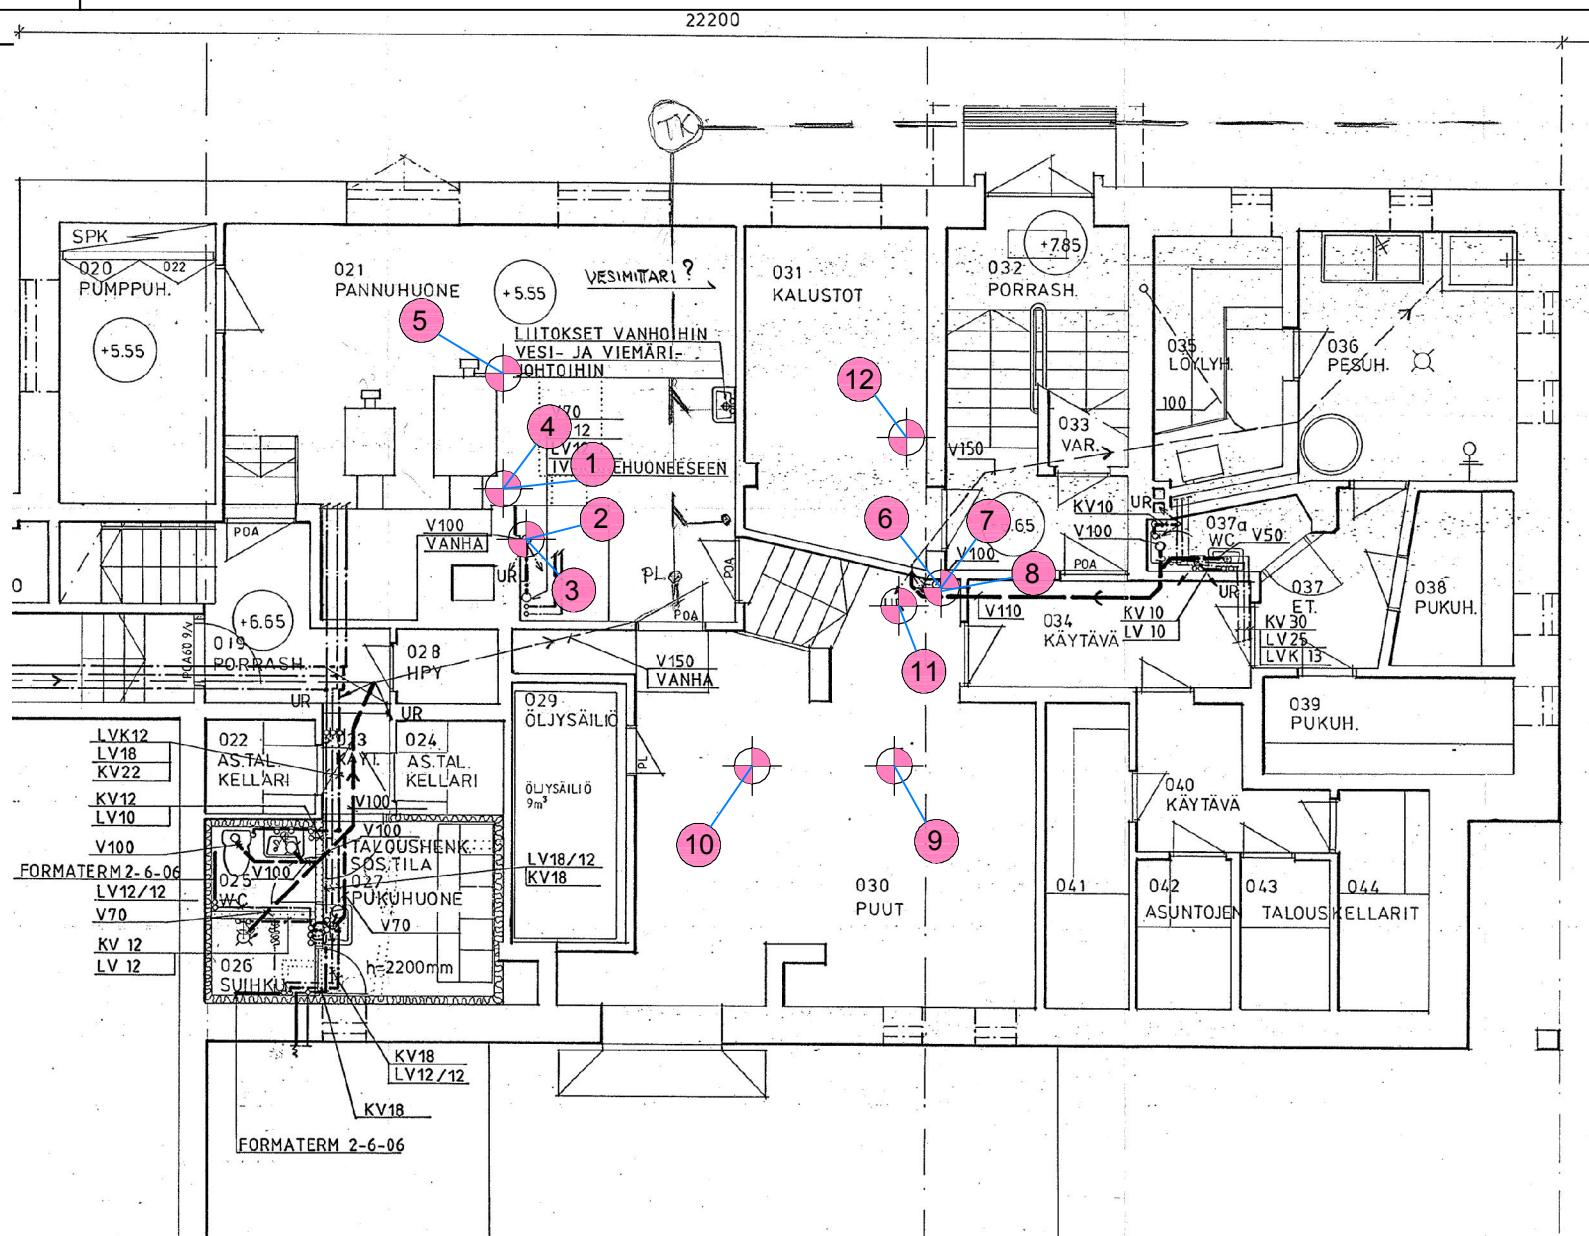 22200
TK
SPK
020
022
PUMPPUH.
+5.55
021
PANNUHUONE
+5.55
VESIMITTARI ?
LIITOKSET VANHOIHIN
VESI- JA VIEMÄRI-
JOHTOIHIN
5
4
1
2
3
V100
VANHA
UR
PL
POA
POA
POA
031
KALUSTOT
12
032
PORRASH.
+7.85
033
VAR.
V150
6
7
8
V100
POA
V110
11
034
KÄYTÄVÄ
KV 10
LV 10
035
LÖYLYH.
100
036
PESUH.
UR
KV10
V100
037a
WC
V50
UR
037
ET.
KV 30
LV 25
LVK 13
038
PUKUH.
039
PUKUH.
040
KÄYTÄVÄ
041
042
ASUNTOJEN
043
TALOUSKELLARIT
044
+6.65
019
PORRASH.
POA60 9/v
028
HPY
V150
VANHA
UR
UR
029
ÖLJYSÄILIÖ
ÖLJYSÄILIÖ
9m³
PL
10
9
030
PUUT
LVK12
LV18
KV22
022
AS.TAL.
KELLARI
023
024
AS.TAL.
KELLARI
KV12
LV10
V100
V100
V100
FORMATERM 2-6-06
V100
TALOUSHENK.
SOS.TILA
025
WC
027
PUKUHUONE
LV12/12
V70
LV18/12
KV18
V70
KV 12
LV 12
026
SUIHKU
h=2200mm
KV18
LV12/12
KV18
FORMATERM 2-6-06